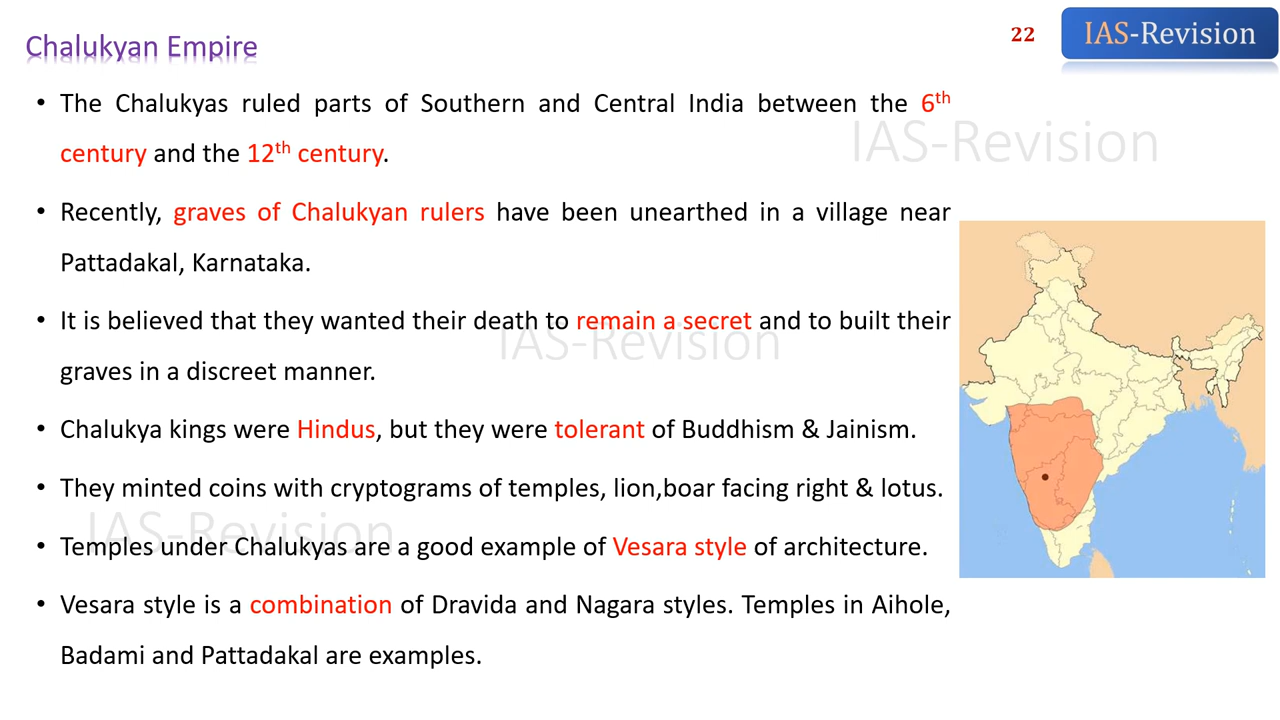 Chalukyan Empire
22
IAS-Revision
• The Chalukyas ruled parts of Southern and Central India between the 6th
century and the 12th century.
IAS-Revision
• Recently, graves of Chalukyan rulers have been unearthed in a village near
Pattadakal, Karnataka.
• It is believed that they wanted their death to remain a secret and to built their
IAS-Revision
graves in a discreet manner.
• Chalukya kings were Hindus, but they were tolerant of Buddhism & Jainism.
• They minted coins with cryptograms of temples, lion,boar facing right & lotus.
IAS-Revision
• Temples under Chalukyas are a good example of Vesara style of architecture.
• Vesara style is a combination of Dravida and Nagara styles. Temples in Aihole,
Badami and Pattadakal are examples.